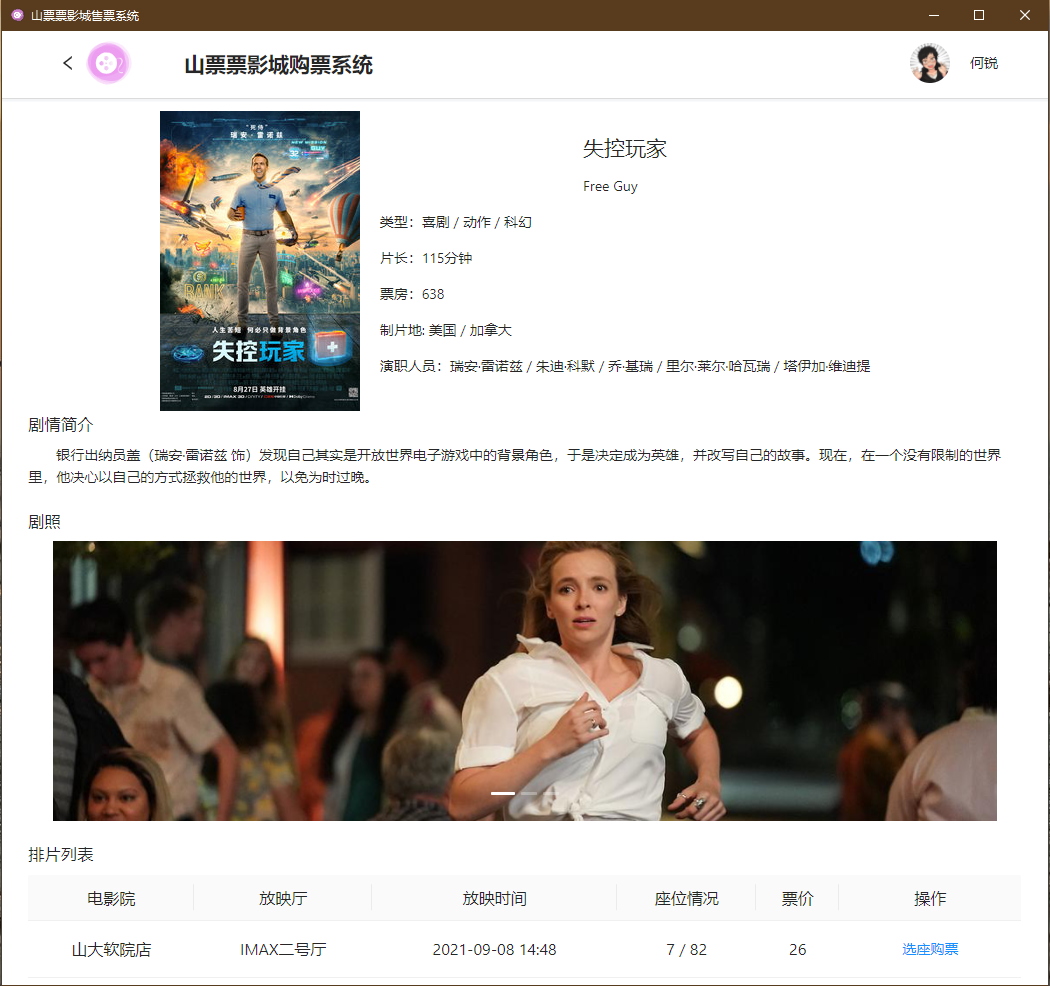 山票票影城售票系统
山票票影城购票系统
何锐
"死侍"
瑞安·雷诺兹
NEW MISSION
GUY
32
BANK
人生苦短 何必只做背景角色
失控玩家
8月27日 英雄开挂
失控玩家
Free Guy
类型：喜剧 / 动作 / 科幻
片长：115分钟
票房：638
制片地: 美国 / 加拿大
演职人员：瑞安·雷诺兹 / 朱迪·科默 / 乔·基瑞 / 里尔·莱尔·哈瓦瑞 / 塔伊加·维迪提
剧情简介
银行出纳员盖（瑞安·雷诺兹 饰）发现自己其实是开放世界电子游戏中的背景角色，于是决定成为英雄，并改写自己的故事。现在，在一个没有限制的世界
里，他决心以自己的方式拯救他的世界，以免为时过晚。
剧照
排片列表
电影院 放映厅 放映时间 座位情况 票价 操作
山大软院店 IMAX二号厅 2021-09-08 14:48 7 / 82 26 选座购票